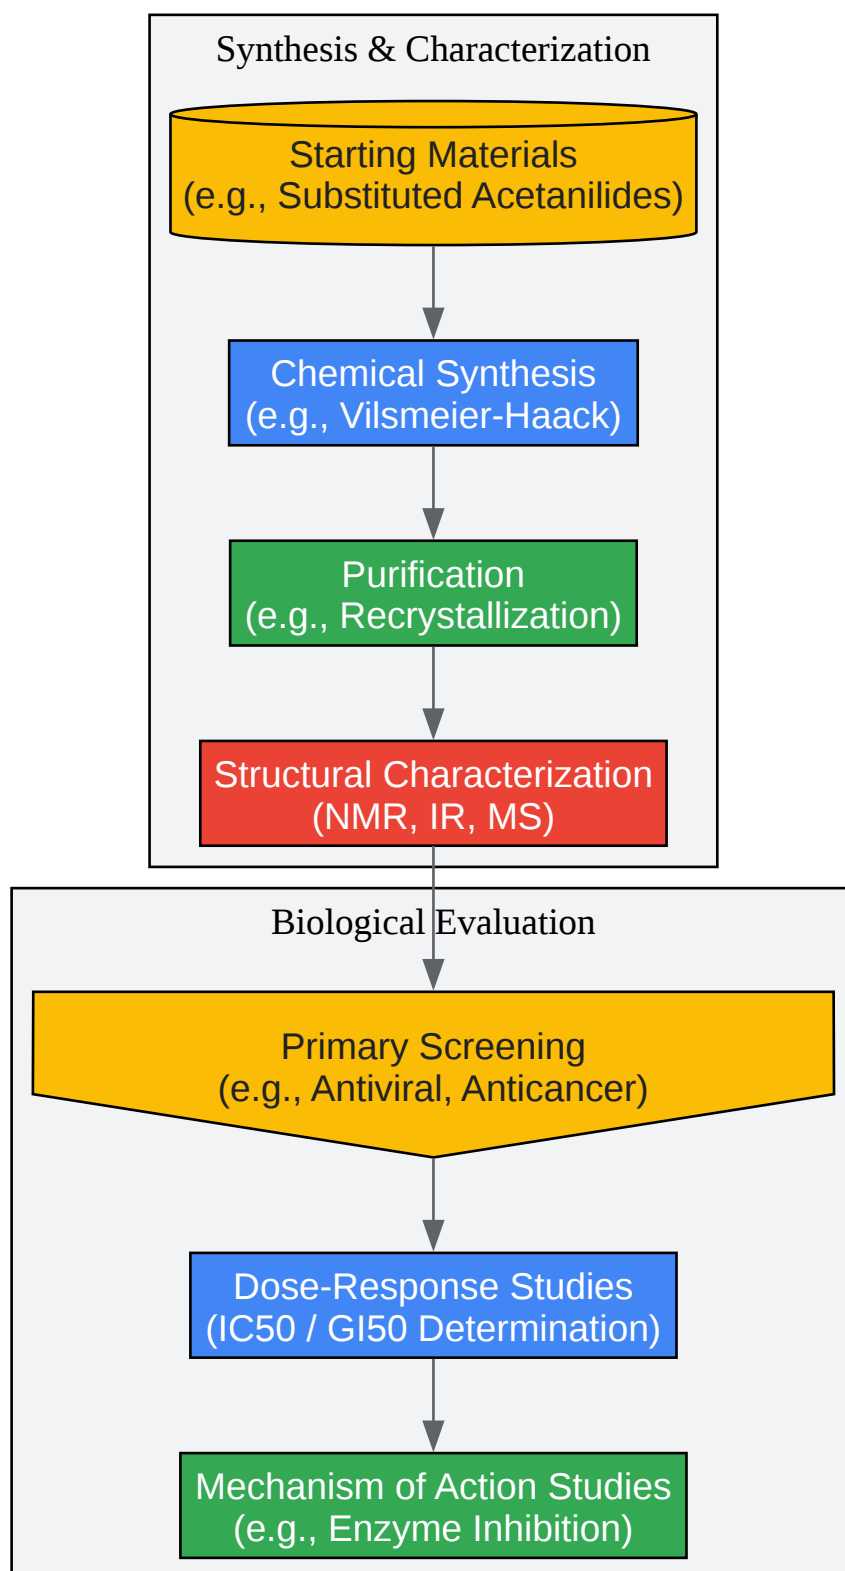 Synthesis & Characterization
Starting Materials
(e.g., Substituted Acetanilides)
Chemical Synthesis
(e.g., Vilsmeier-Haack)
Purification
(e.g., Recrystallization)
Structural Characterization
(NMR, IR, MS)
Biological Evaluation
Primary Screening
(e.g., Antiviral, Anticancer)
Dose-Response Studies
(IC50 / GI50 Determination)
Mechanism of Action Studies
(e.g., Enzyme Inhibition)